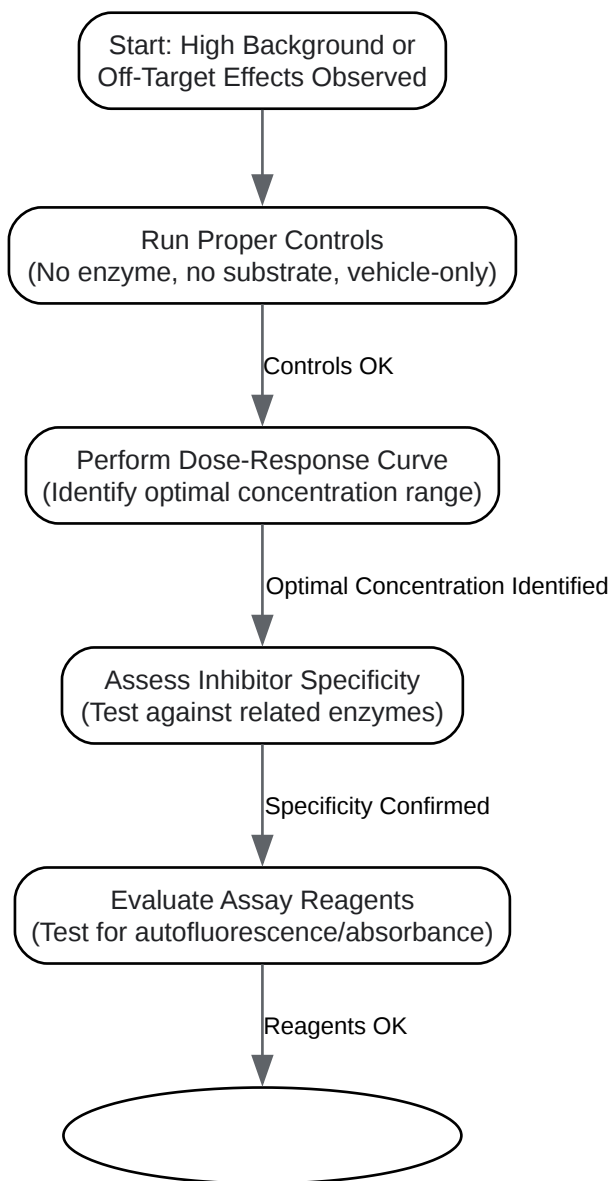 Start: High Background or
Off-Target Effects Observed
Run Proper Controls
(No enzyme, no substrate, vehicle-only)
Controls OK
Perform Dose-Response Curve
(Identify optimal concentration range)
Optimal Concentration Identified
Assess Inhibitor Specificity
(Test against related enzymes)
Specificity Confirmed
Evaluate Assay Reagents
(Test for autofluorescence/absorbance)
Reagents OK